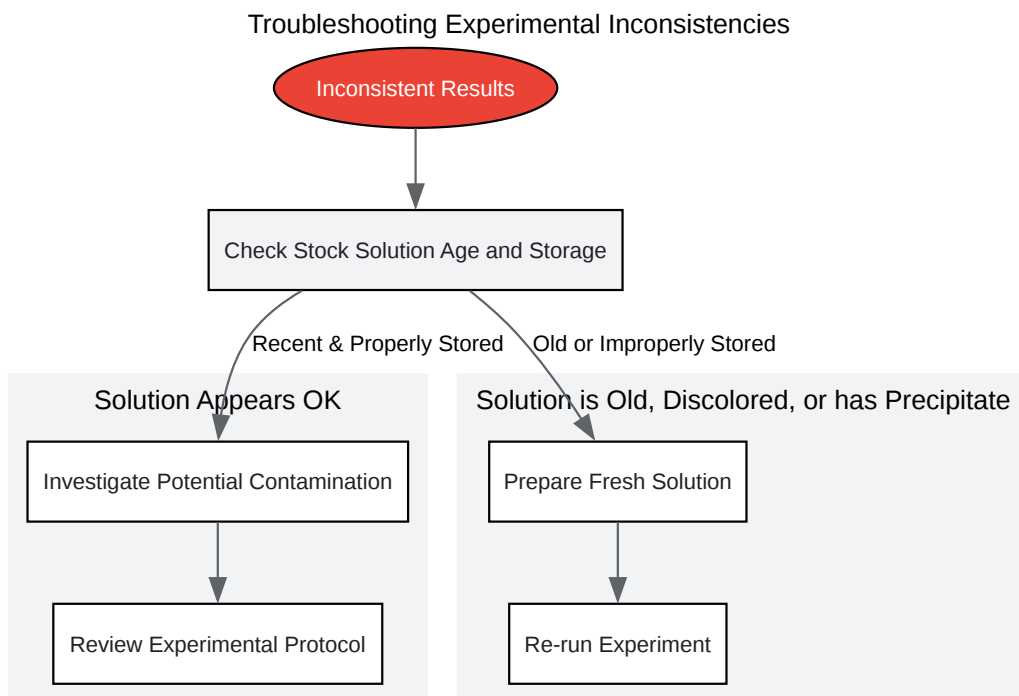 Troubleshooting Experimental Inconsistencies
Inconsistent Results
Check Stock Solution Age and Storage
Recent & Properly Stored
Old or Improperly Stored
Solution Appears OK
Solution is Old, Discolored, or has Precipitate
Investigate Potential Contamination
Prepare Fresh Solution
Review Experimental Protocol
Re-run Experiment